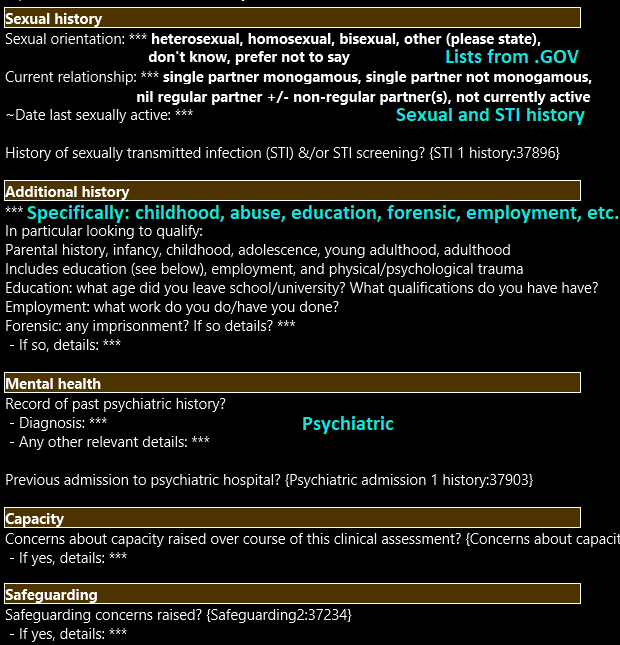 Sexual history
Sexual orientation: *** heterosexual, homosexual, bisexual, other (please state),
don't know, prefer not to say Lists from .GOV
Current relationship: *** single partner monogamous, single partner not monogamous,
nil regular partner +/- non-regular partner(s), not currently active
~Date last sexually active: *** Sexual and STI history
History of sexually transmitted infection (STI) &/or STI screening? {STI 1 history:37896}
Additional history
*** Specifically: childhood, abuse, education, forensic, employment, etc.
In particular looking to qualify:
Parental history, infancy, childhood, adolescence, young adulthood, adulthood
Includes education (see below), employment, and physical/psychological trauma
Education: what age did you leave school/university? What qualifications do you have have?
Employment: what work do you do/have you done?
Forensic: any imprisonment? If so details? ***
- If so, details: ***
Mental health
Record of past psychiatric history?
- Diagnosis: *** Psychiatric
- Any other relevant details: ***
Previous admission to psychiatric hospital? {Psychiatric admission 1 history:37903}
Capacity
Concerns about capacity raised over course of this clinical assessment? {Concerns about capacit
- If yes, details: ***
Safeguarding
Safeguarding concerns raised? {Safeguarding2:37234}
- If yes, details: ***